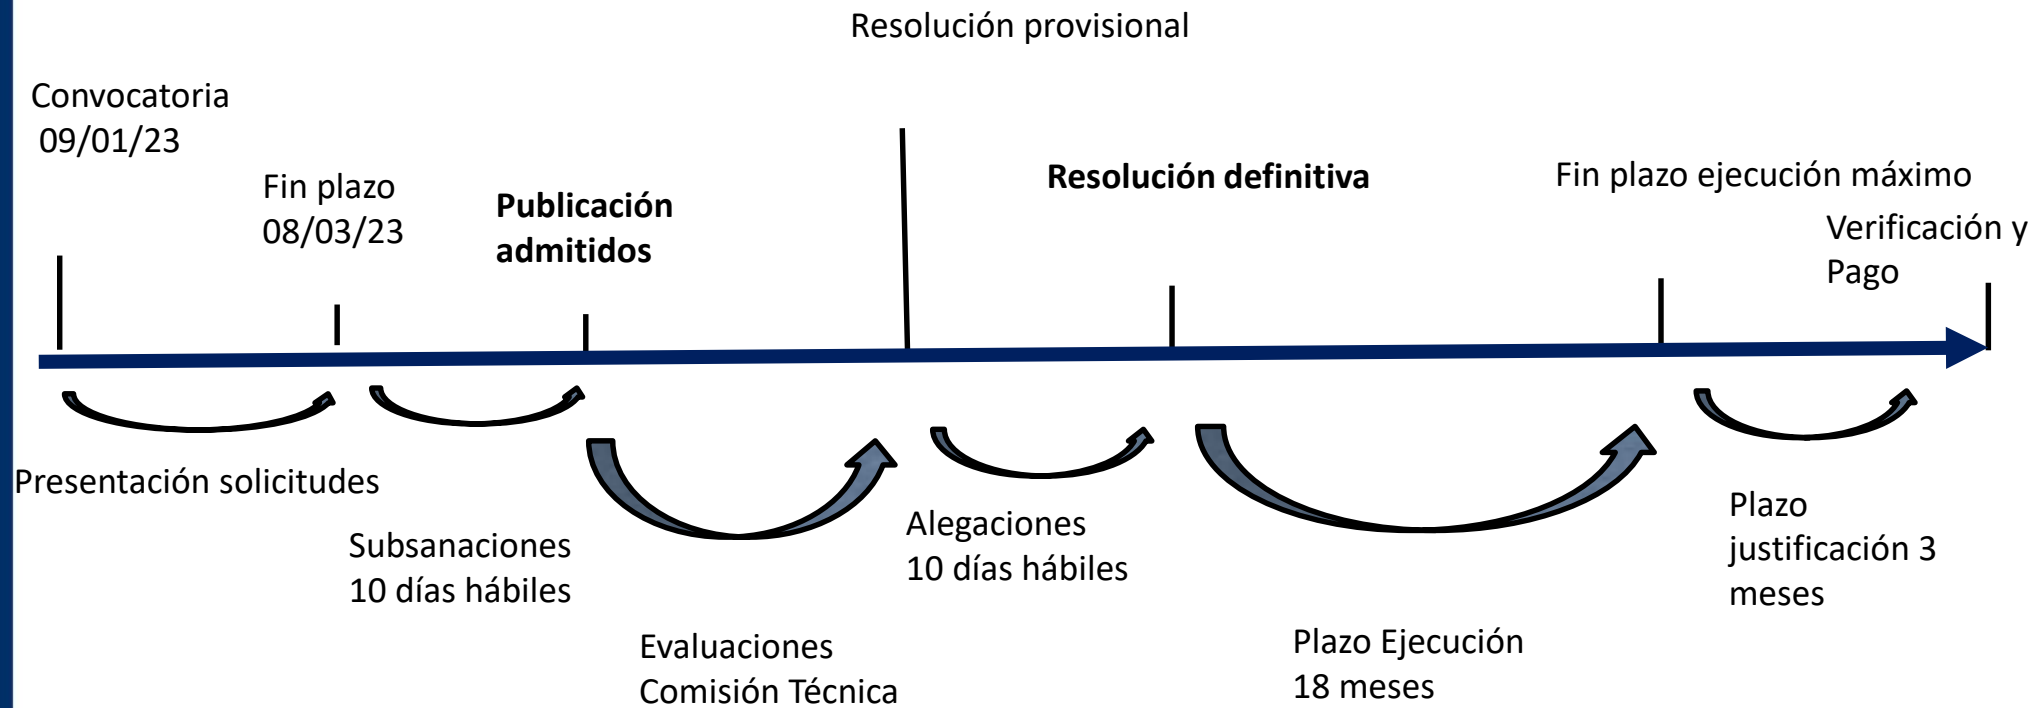 Resolución provisional
Convocatoria
09/01/23
Fin plazo
08/03/23
Publicación
admitidos
Resolución definitiva
Fin plazo ejecución máximo
Verificación y
Pago
Presentación solicitudes
Subsanaciones
10 días hábiles
Evaluaciones
Comisión Técnica
Alegaciones
10 días hábiles
Plazo Ejecución
18 meses
Plazo
justificación 3
meses